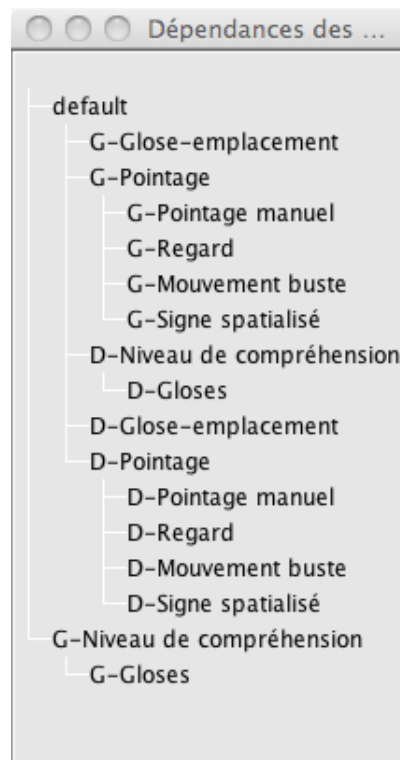 Dépendances des ...
default
G-Glose-emplacement
G-Pointage
G-Pointage manuel
G-Regard
G-Mouvement buste
G-Signe spatialisé
D-Niveau de compréhension
D-Gloses
D-Glose-emplacement
D-Pointage
D-Pointage manuel
D-Regard
D-Mouvement buste
D-Signe spatialisé
G-Niveau de compréhension
G-Gloses